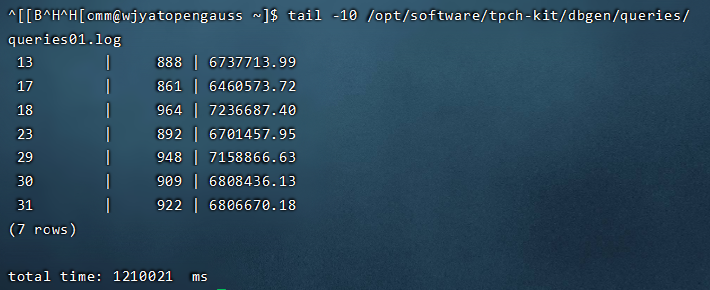 ^[[B^H^H[omm@wjyatopengauss ~]$ tail -10 /opt/software/tpch-kit/dbgen/queries/
queries01.log
13 | 888 | 6737713.99
17 | 861 | 6460573.72
18 | 964 | 7236687.40
23 | 892 | 6701457.95
29 | 948 | 7158866.63
30 | 909 | 6808436.13
31 | 922 | 6806670.18
(7 rows)
total time: 1210021  ms